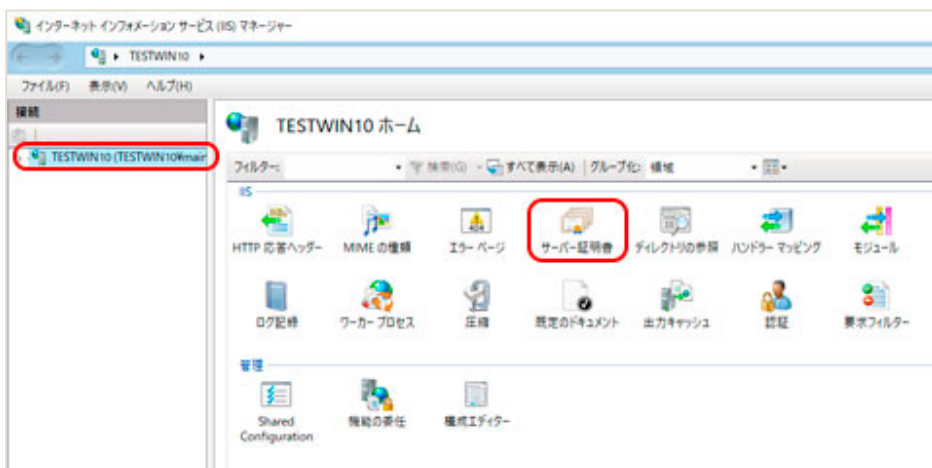 インターネット インフォメーション サービス (IIS) マネージャー
TESTWIN10
ファイル(F) 表示(V) ヘルプ(H)
接続
TESTWIN10 (TESTWIN10¥main
TESTWIN10 ホーム
フィルター: 検索(G) すべて表示(A) グループ化: 領域
IIS
HTTP 応答ヘッダー MIME の種類 エラー ページ サーバー証明書 ディレクトリの参照 ハンドラー マッピング モジュール
ログ記録 ワーカー プロセス 圧縮 既定のドキュメント 出力キャッシュ 認証 要求フィルター
管理
Shared 機能の委任 構成エディター
Configuration